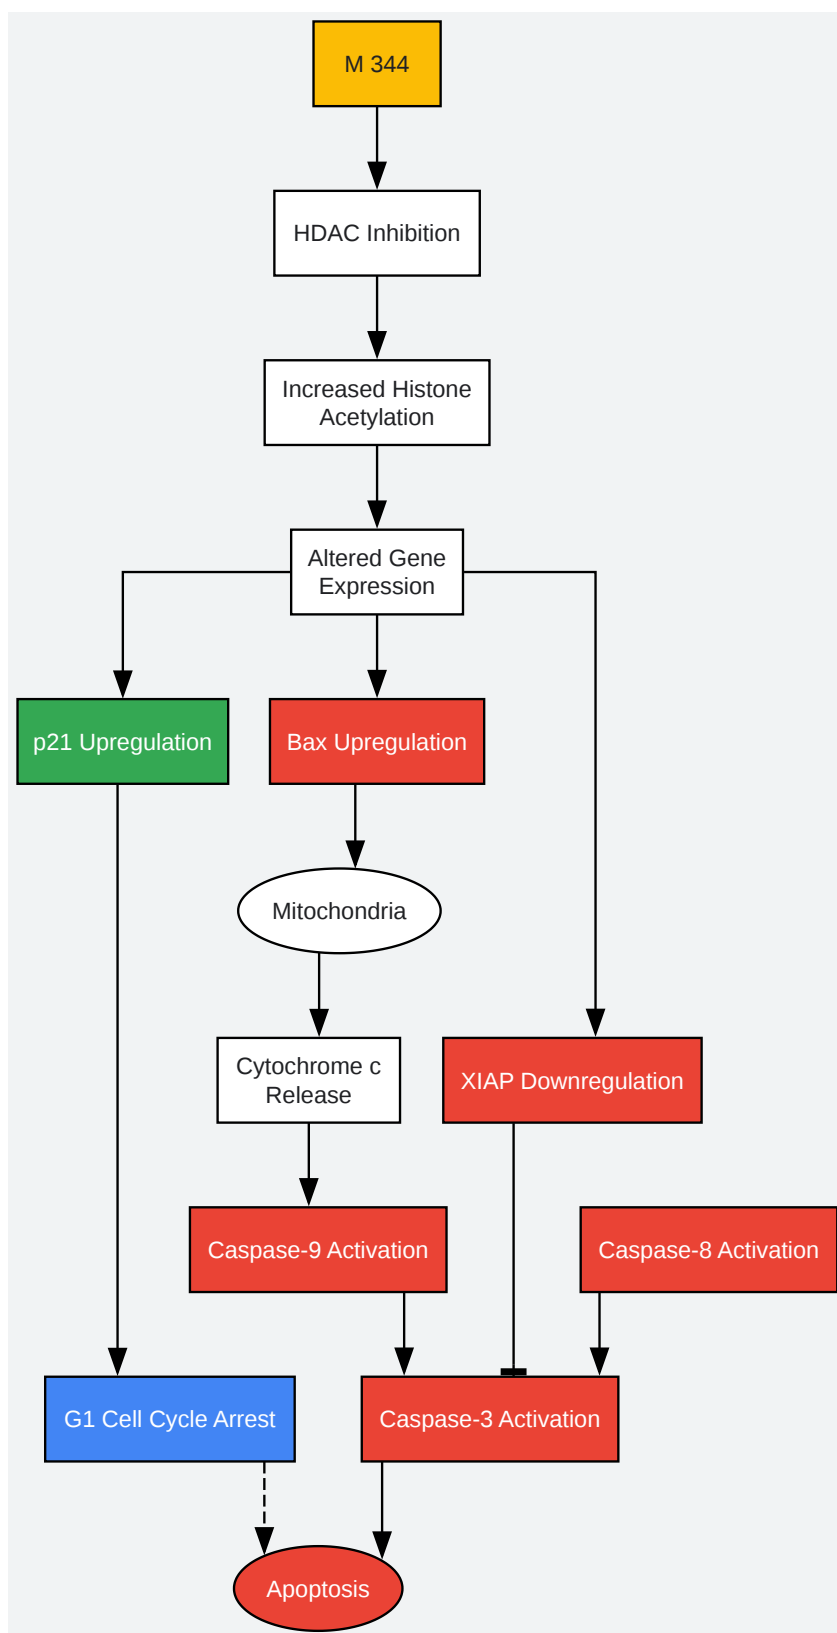 M 344
HDAC Inhibition
Increased Histone
Acetylation
Altered Gene
Expression
p21 Upregulation
Bax Upregulation
Mitochondria
Cytochrome c
Release
XIAP Downregulation
Caspase-9 Activation
Caspase-8 Activation
G1 Cell Cycle Arrest
Caspase-3 Activation
Apoptosis